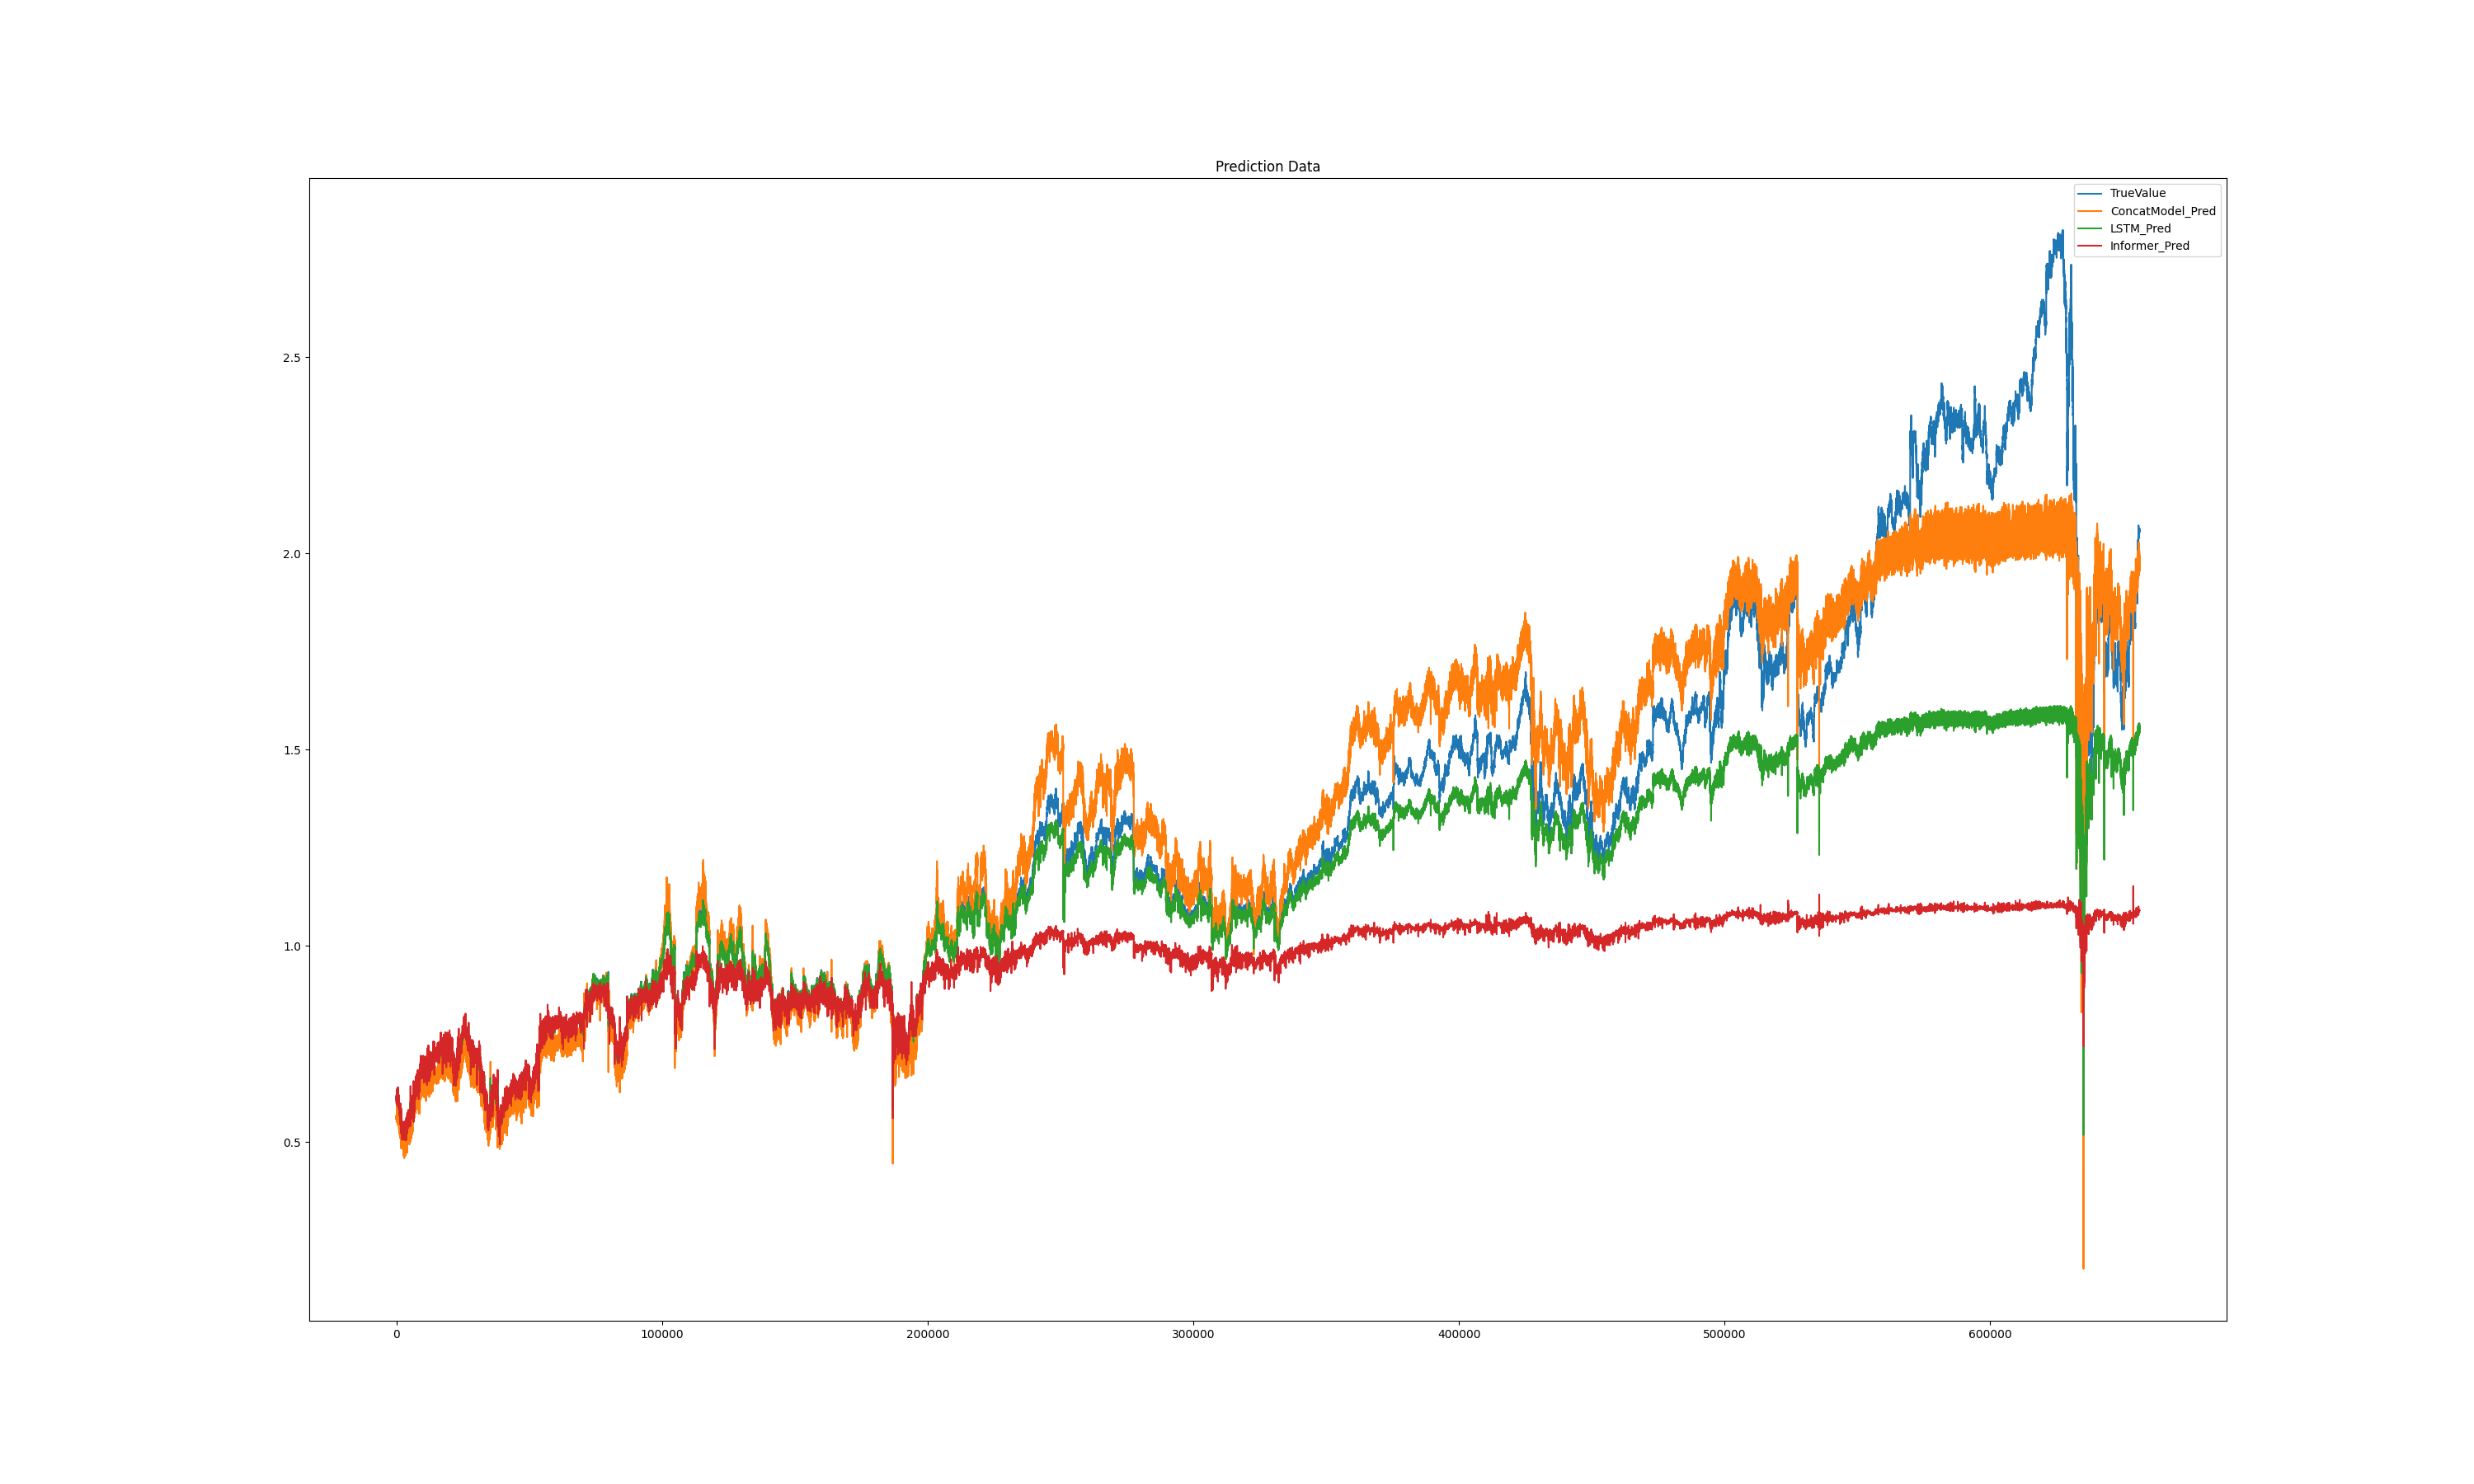 Prediction Data
TrueValue
ConcatModel_Pred
LSTM_Pred
Informer_Pred
2.5
2.0
1.5
1.0
0.5
0
100000
200000
300000
400000
500000
600000